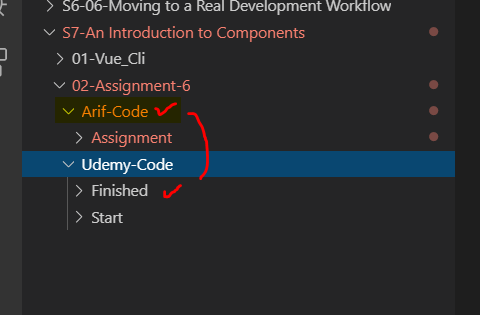 S6-06-Moving to a Real Development Workflow
S7-An Introduction to Components
01-Vue_Cli
02-Assignment-6
Arif-Code
Assignment
Udemy-Code
Finished
Start